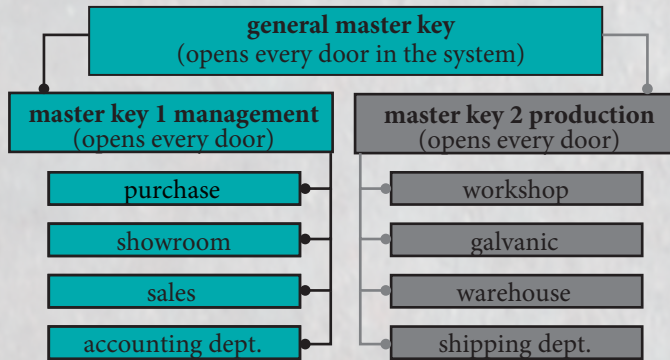 general master key
(opens every door in the system)
master key 1 management
(opens every door)
master key 2 production
(opens every door)
purchase
workshop
showroom
galvanic
sales
warehouse
accounting dept.
shipping dept.